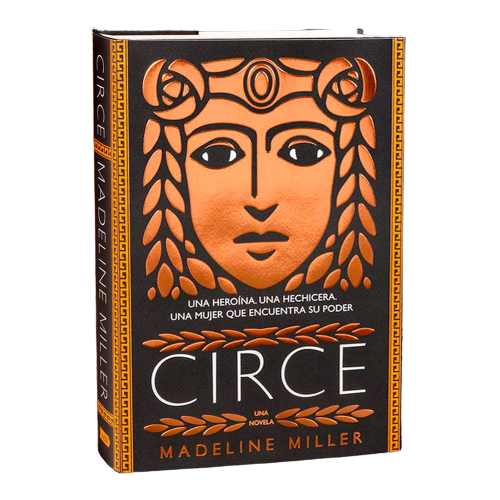 CIRCE MADELINE MILLER
UNA HEROÍNA. UNA HECHICERA.
UNA MUJER QUE ENCUENTRA SU PODER
CIRCE
UNA
NOVELA
MADELINE MILLER